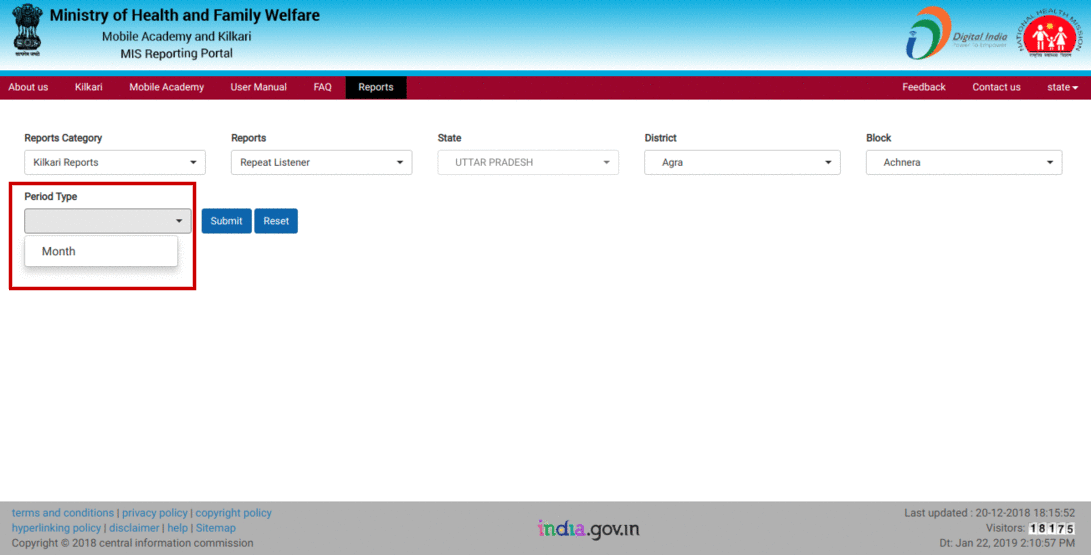 Ministry of Health and Family Welfare
Mobile Academy and Kilkari
MIS Reporting Portal
Digital India
Power To Empower
NATIONAL HEALTH MISSION
About us Kilkari Mobile Academy User Manual FAQ Reports Feedback Contact us state
Reports Category Reports State District Block
Kilkari Reports Repeat Listener UTTAR PRADESH Agra Achnera
Period Type
Submit Reset
Month
terms and conditions | privacy policy | copyright policy
hyperlinking policy | disclaimer | help | Sitemap
Copyright © 2018 central information commission
india.gov.in
Last updated : 20-12-2018 18:15:52
Visitors: 18175
Dt: Jan 22, 2019 2:10:57 PM